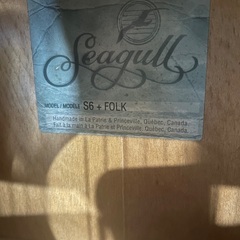 Seagull
MODEL / MODÈLE S6 + FOLK
Handmade in La Patrie & Princeville, Québec, Canada.
Fait à la main à La Patrie et Princeville, Québec, Canada.